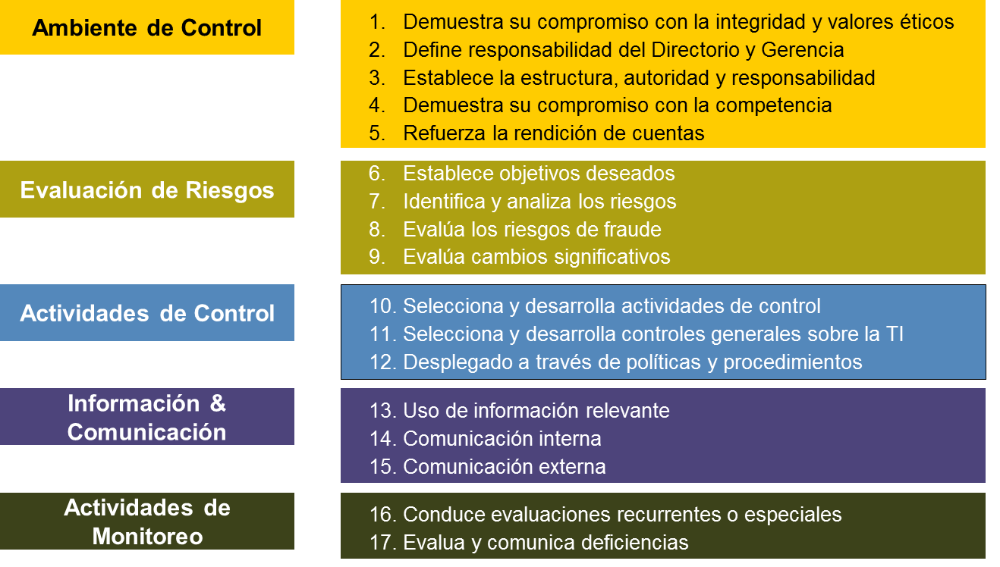 Ambiente de Control
1. Demuestra su compromiso con la integridad y valores éticos
2. Define responsabilidad del Directorio y Gerencia
3. Establece la estructura, autoridad y responsabilidad
4. Demuestra su compromiso con la competencia
5. Refuerza la rendición de cuentas
Evaluación de Riesgos
6. Establece objetivos deseados
7. Identifica y analiza los riesgos
8. Evalúa los riesgos de fraude
9. Evalúa cambios significativos
Actividades de Control
10. Selecciona y desarrolla actividades de control
11. Selecciona y desarrolla controles generales sobre la TI
12. Desplegado a través de políticas y procedimientos
Información &
Comunicación
13. Uso de información relevante
14. Comunicación interna
15. Comunicación externa
Actividades de
Monitoreo
16. Conduce evaluaciones recurrentes o especiales
17. Evalua y comunica deficiencias